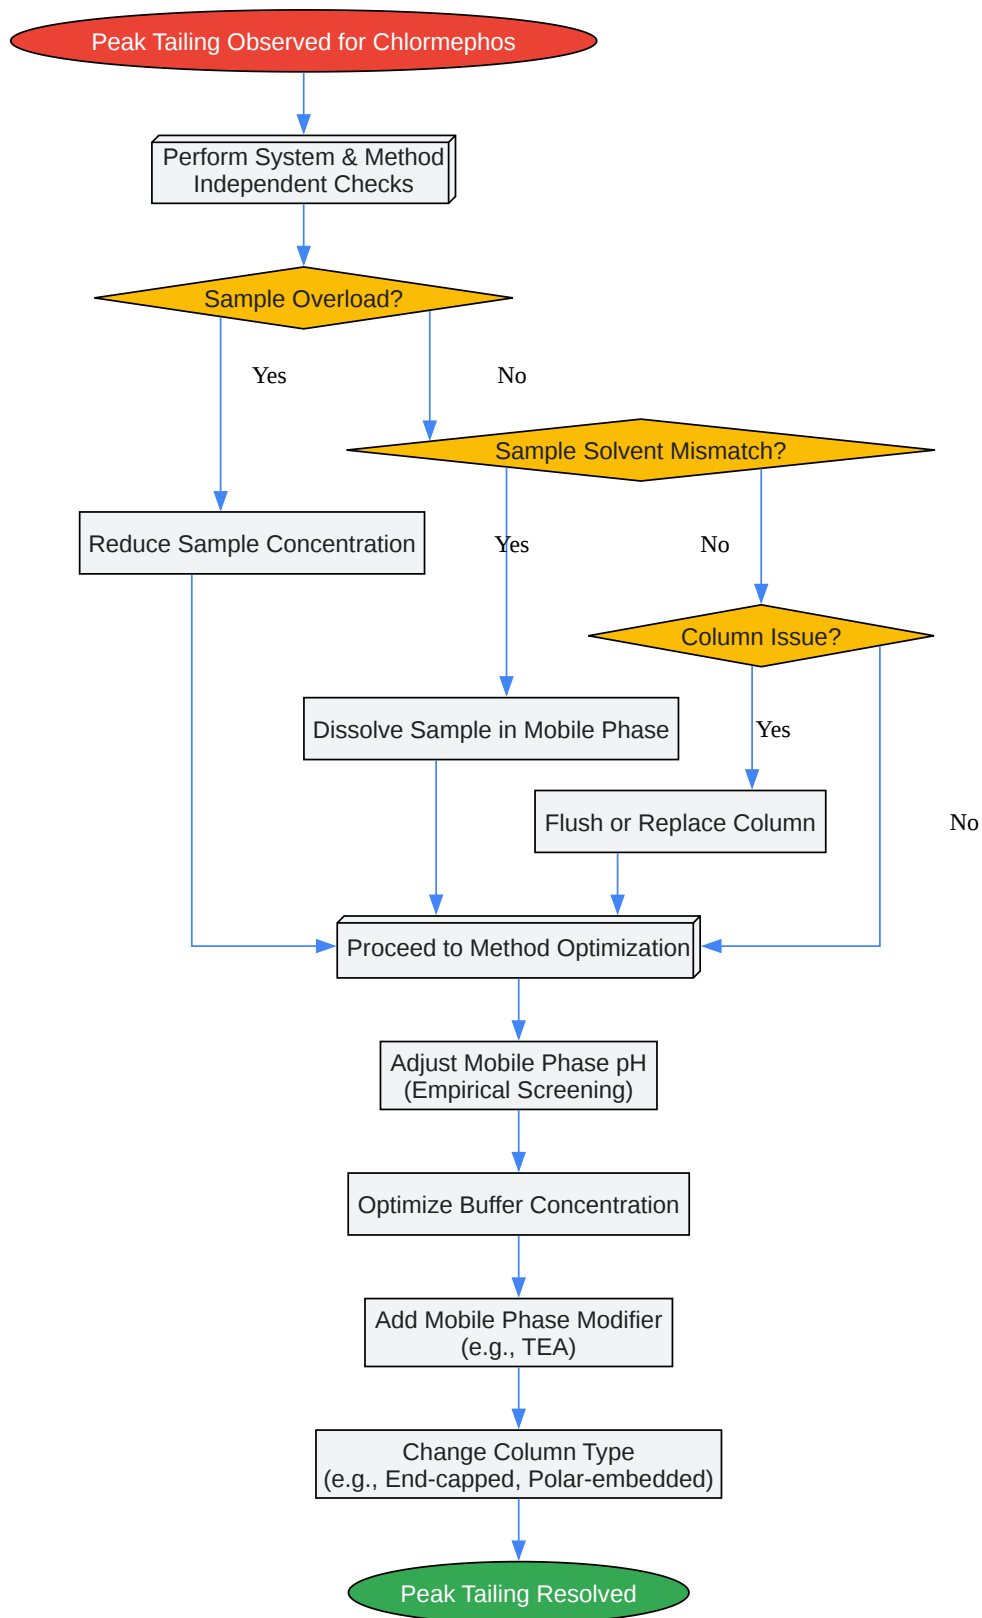 Peak Tailing Observed for Chlormephos
Perform System & Method
Independent Checks
Sample Overload?
Yes
No
Sample Solvent Mismatch?
Reduce Sample Concentration
Yes
No
Column Issue?
Dissolve Sample in Mobile Phase
Yes
Flush or Replace Column
No
Proceed to Method Optimization
Adjust Mobile Phase pH
(Empirical Screening)
Optimize Buffer Concentration
Add Mobile Phase Modifier
(e.g., TEA)
Change Column Type
(e.g., End-capped, Polar-embedded)
Peak Tailing Resolved